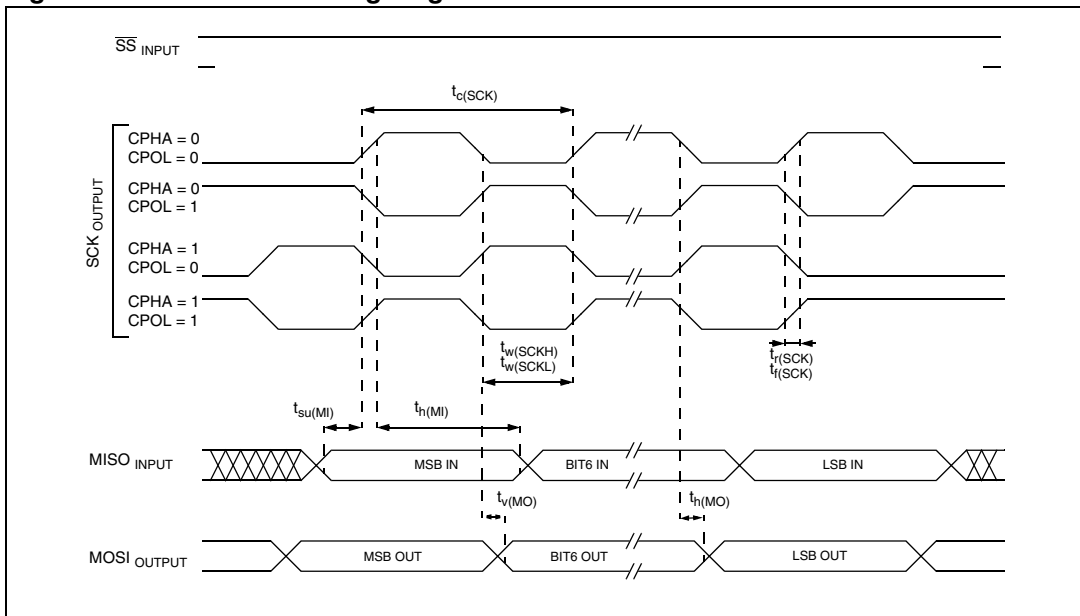 SS INPUT
tc(SCK)
SCK OUTPUT
CPHA = 0
CPOL = 0
CPHA = 0
CPOL = 1
CPHA = 1
CPOL = 0
CPHA = 1
CPOL = 1
tw(SCKH)
tw(SCKL)
tr(SCK)
tf(SCK)
tsu(MI)
th(MI)
MISO INPUT
MSB IN
BIT6 IN
LSB IN
tv(MO)
th(MO)
MOSI OUTPUT
MSB OUT
BIT6 OUT
LSB OUT